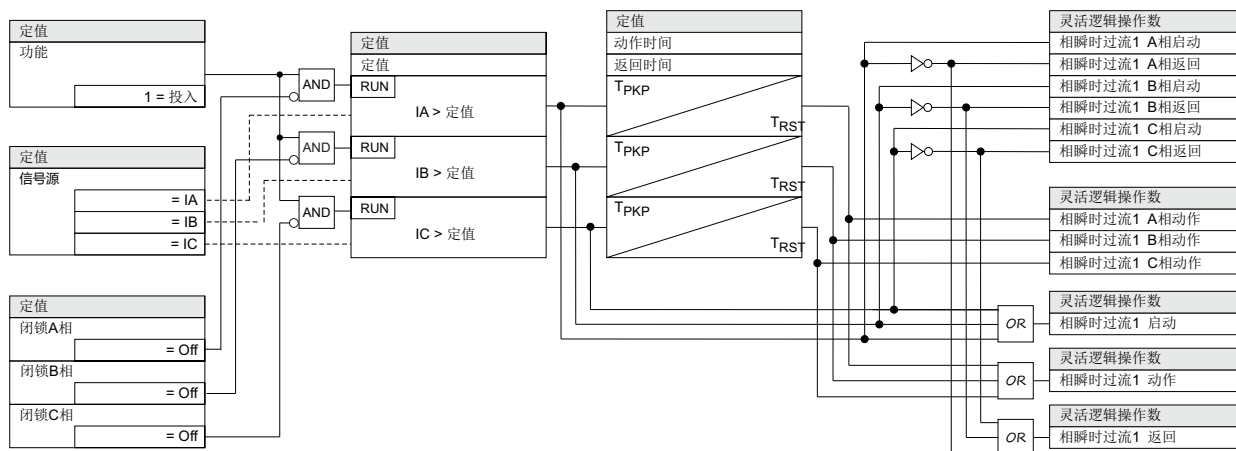 定值
功能
1 = 投入
定值
信号源
= IA
= IB
= IC
定值
闭锁A相
= Off
闭锁B相
= Off
闭锁C相
= Off
AND
AND
AND
定值
定值
RUN
IA > 定值
RUN
IB > 定值
RUN
IC > 定值
定值
动作时间
返回时间
TPKP
TRST
TPKP
TRST
TPKP
TRST
灵活逻辑操作数
相瞬时过流1 A相启动
相瞬时过流1 A相返回
相瞬时过流1 B相启动
相瞬时过流1 B相返回
相瞬时过流1 C相启动
相瞬时过流1 C相返回
灵活逻辑操作数
相瞬时过流1 A相动作
相瞬时过流1 B相动作
相瞬时过流1 C相动作
OR
灵活逻辑操作数
相瞬时过流1 启动
OR
灵活逻辑操作数
相瞬时过流1 动作
OR
灵活逻辑操作数
相瞬时过流1 返回